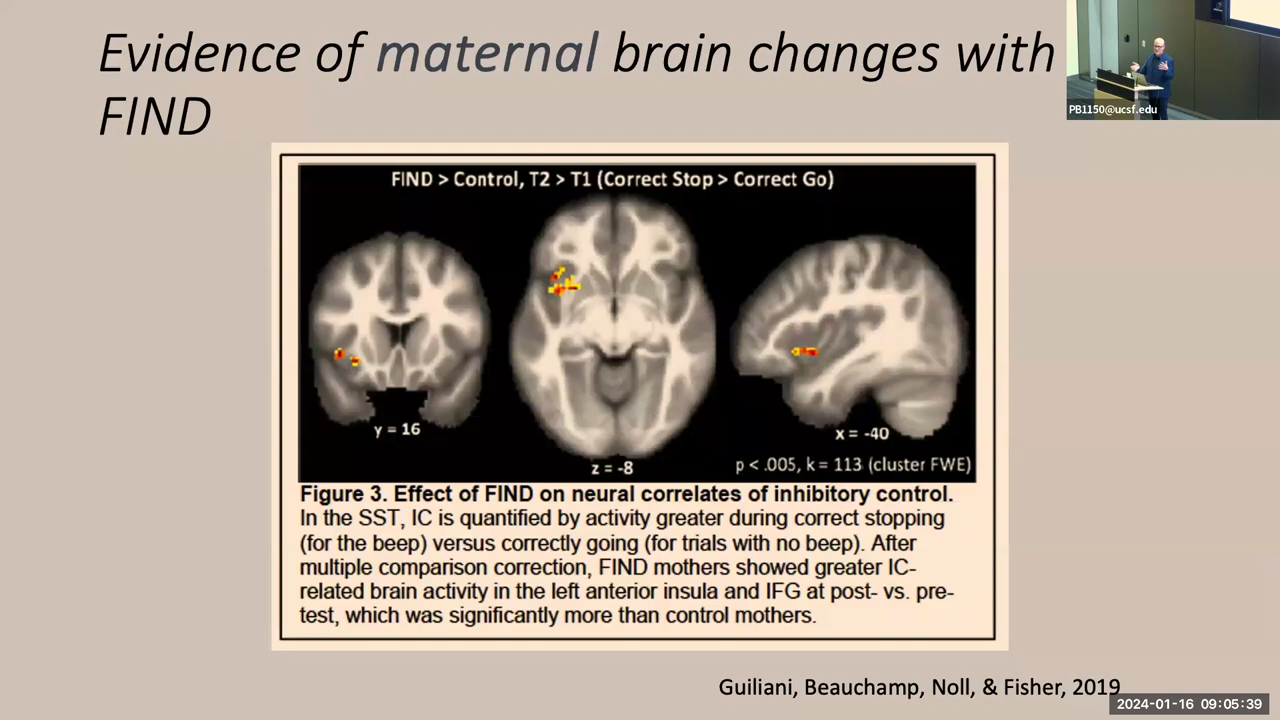 Evidence of maternal brain changes with
FIND
PB1150@ucsf.edu
FIND > Control, T2 > T1 (Correct Stop > Correct Go)
y = 16
z = -8
x = -40
p < .005, k = 113 (cluster FWE)
Figure 3. Effect of FIND on neural correlates of inhibitory control.
In the SST, IC is quantified by activity greater during correct stopping
(for the beep) versus correctly going (for trials with no beep). After
multiple comparison correction, FIND mothers showed greater IC-
related brain activity in the left anterior insula and IFG at post- vs. pre-
test, which was significantly more than control mothers.
Guiliani, Beauchamp, Noll, & Fisher, 2019
2024-01-16 09:05:39